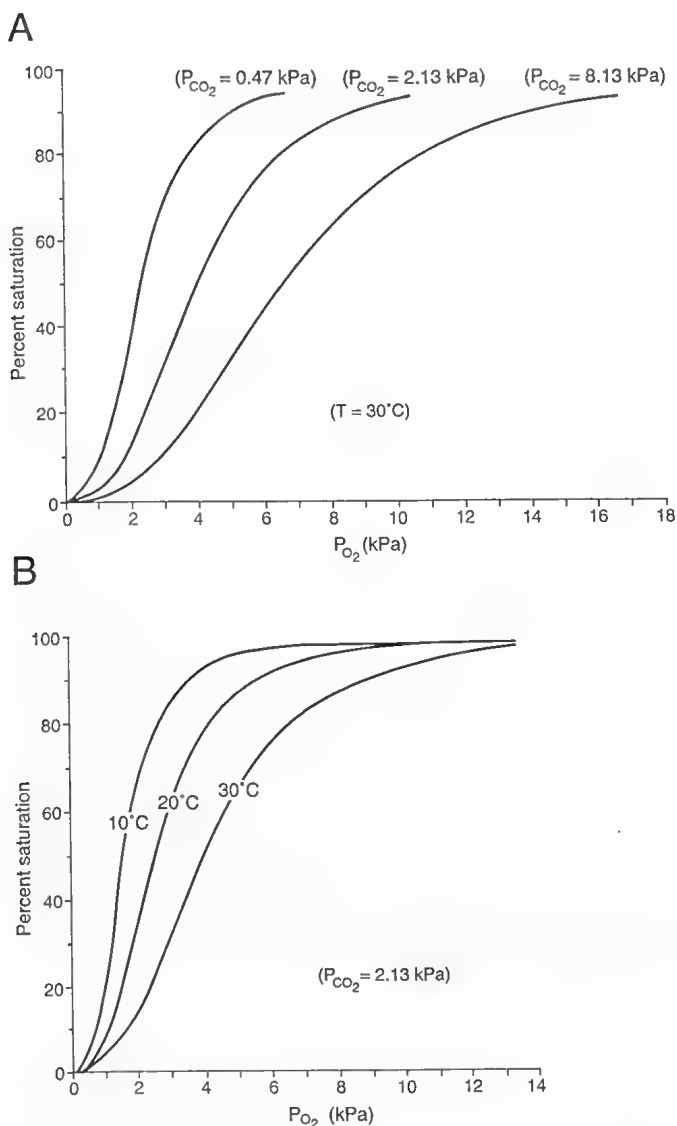 A
(PCO2 = 0.47 kPa) (PCO2 = 2.13 kPa) (PCO2 = 8.13 kPa)
100
80
60
40
20
0
Percent saturation
(T = 30°C)
0 2 4 6 8 10 12 14 16 18
PO2 (kPa)
B
100
80
60
40
20
0
Percent saturation
10°C 20°C 30°C
(PCO2 = 2.13 kPa)
0 2 4 6 8 10 12 14
PO2 (kPa)